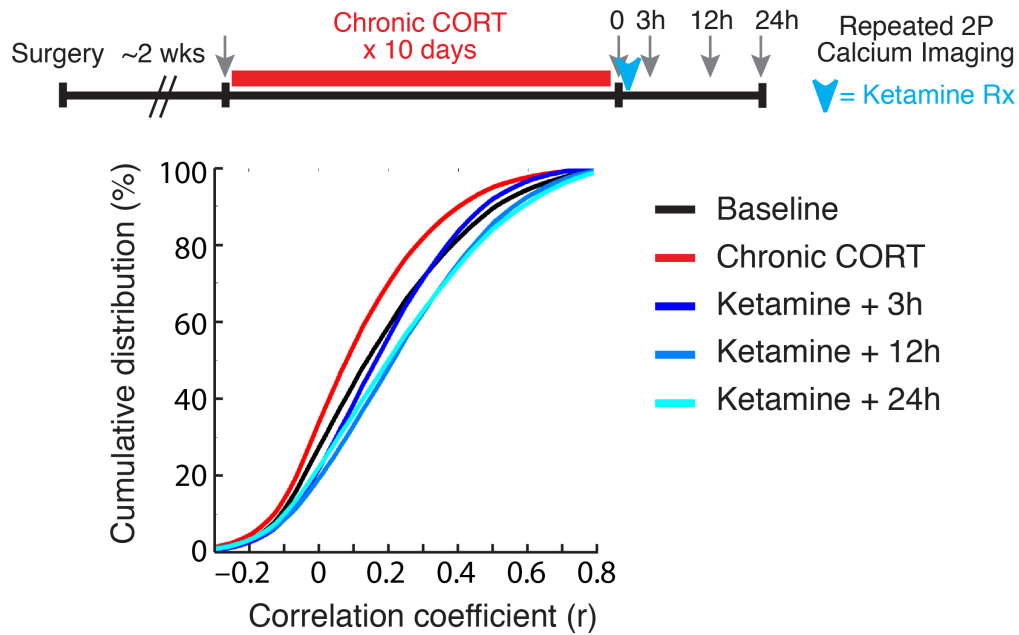 Chronic CORT
x 10 days
Surgery ~2 wks
0 3h 12h 24h
Repeated 2P
Calcium Imaging
= Ketamine Rx
Cumulative distribution (%)
100
80
60
40
20
0
−0.2 0 0.2 0.4 0.6 0.8
Correlation coefficient (r)
Baseline
Chronic CORT
Ketamine + 3h
Ketamine + 12h
Ketamine + 24h